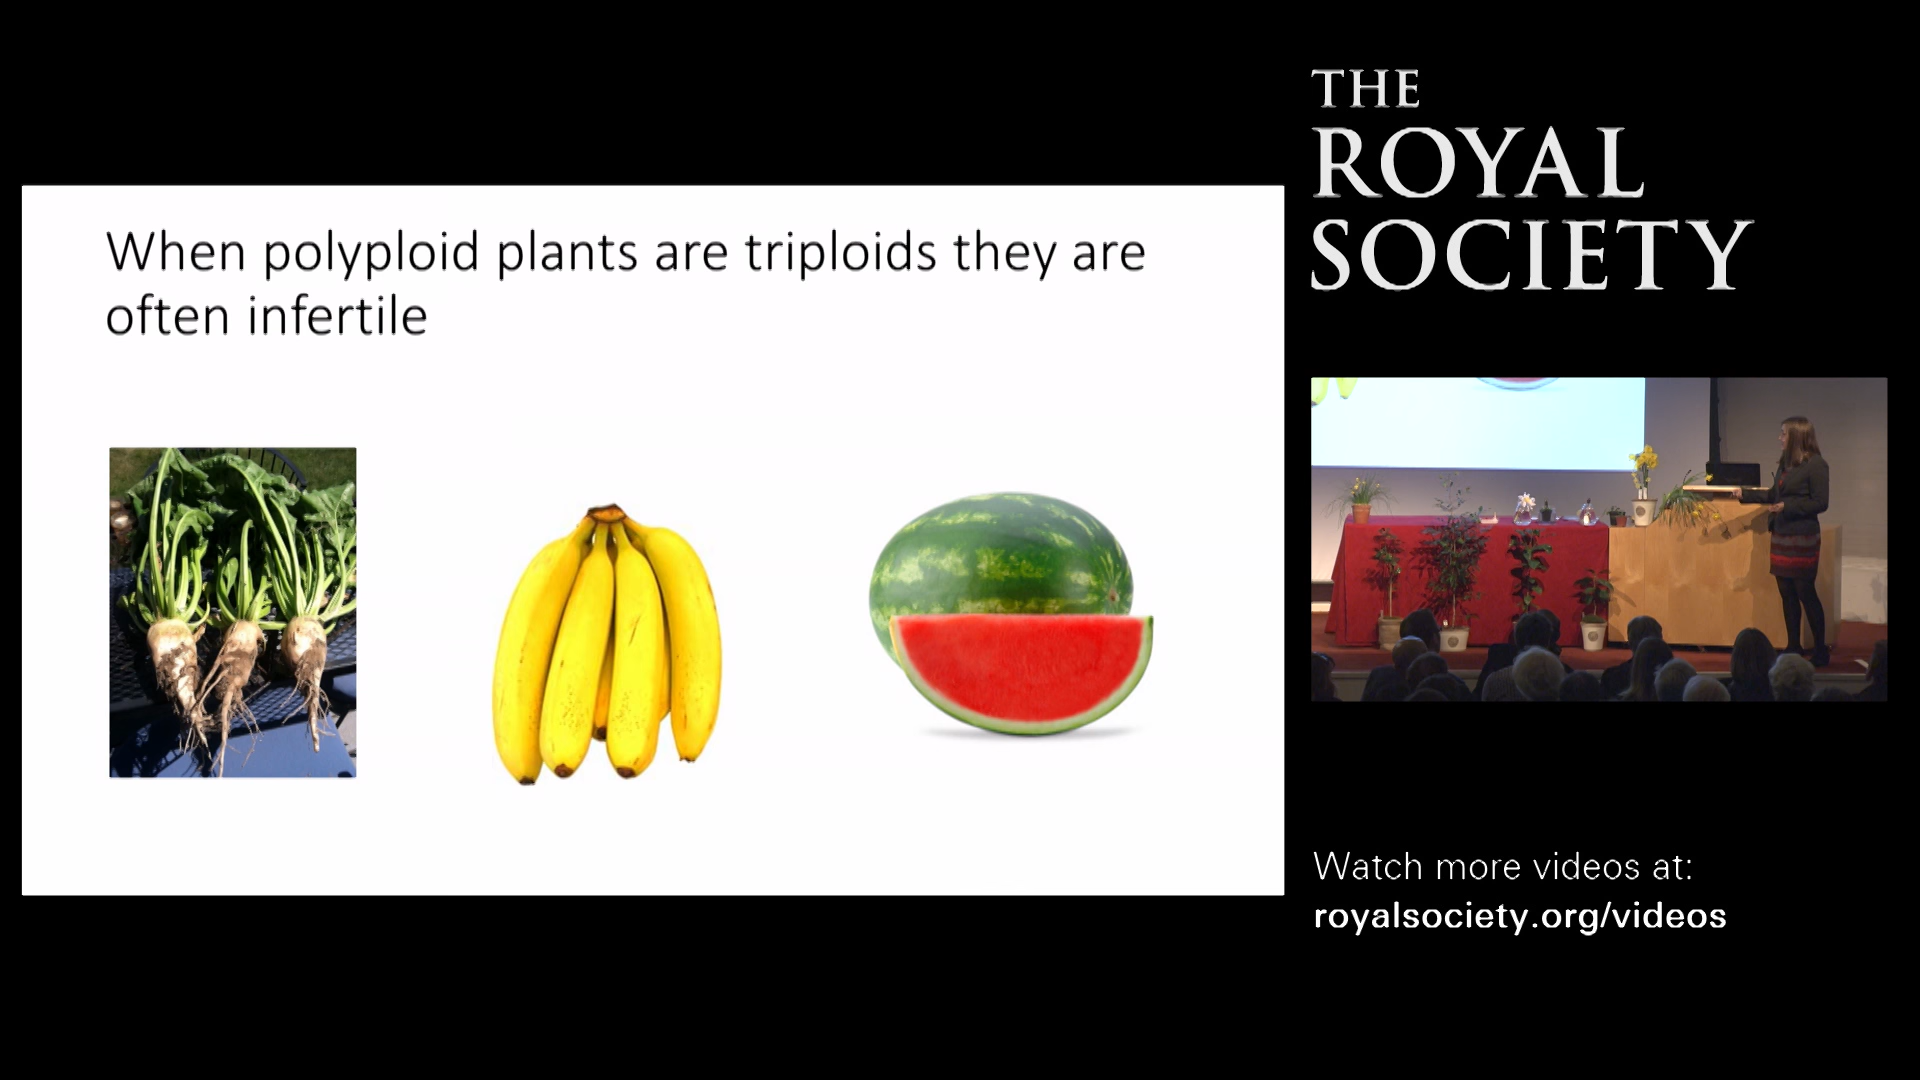 When polyploid plants are triploids they are
often infertile
THE
ROYAL
SOCIETY
Watch more videos at:
royalsociety.org/videos